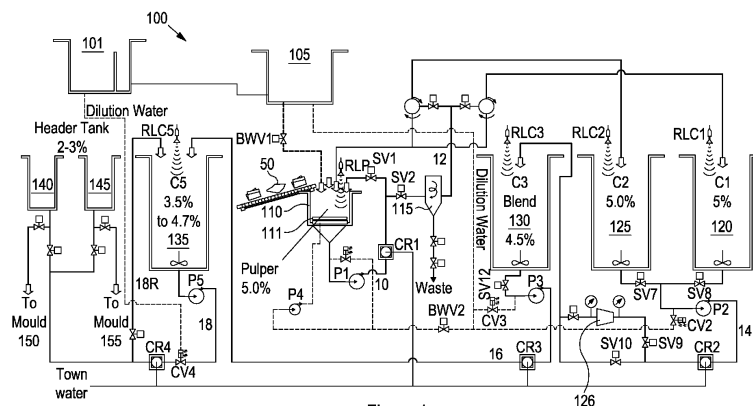 100
101
105
Dilution Water
Header Tank
2-3%
RLC5
BWV1
50
RLP
SV1
SV2
12
RLC3
RLC2
RLC1
140
145
C5
3.5%
to 4.7%
135
110
111
115
Dilution Water
C3
Blend
130
4.5%
C2
5.0%
125
C1
5%
120
Pulper
5.0%
P1
10
CR1
Waste
To
Mould
150
To
Mould
155
18R
P5
18
P4
BWV2
SV12
P3
CV3
SV7
SV8
P2
CV2
14
CR4
CV4
16
CR3
SV10
SV9
CR2
Town
water
126